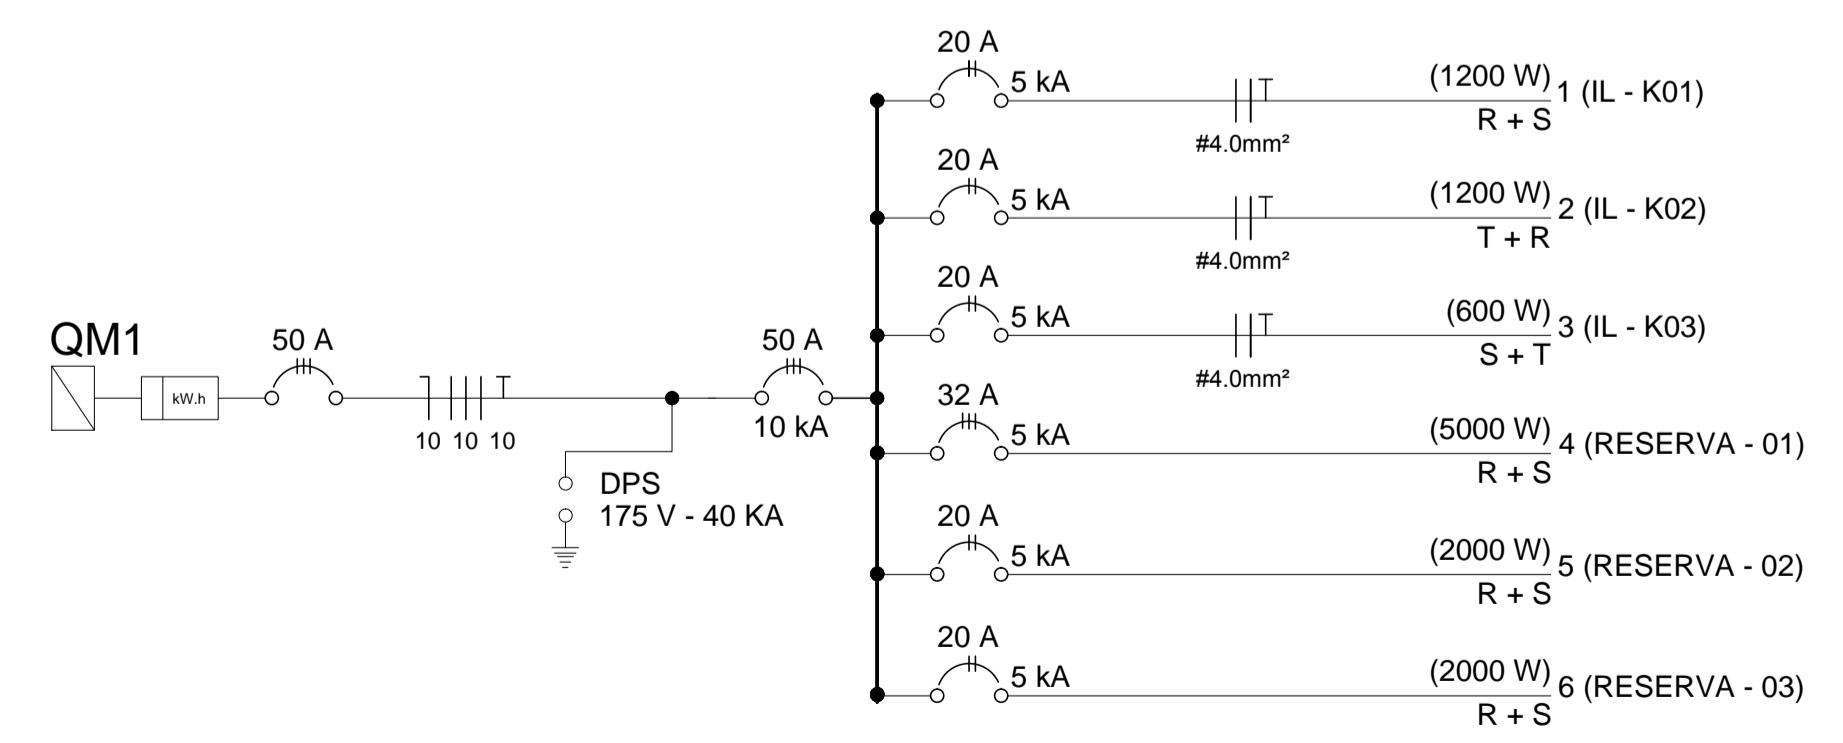 QM1
kW.h
50 A
10 10 10
DPS
175 V - 40 KA
50 A
10 kA
20 A
5 kA
#4.0mm²
(1200 W)
R + S
1 (IL - K01)
20 A
5 kA
#4.0mm²
(1200 W)
T + R
2 (IL - K02)
20 A
5 kA
#4.0mm²
(600 W)
S + T
3 (IL - K03)
32 A
5 kA
(5000 W)
R + S
4 (RESERVA - 01)
20 A
5 kA
(2000 W)
R + S
5 (RESERVA - 02)
20 A
5 kA
(2000 W)
R + S
6 (RESERVA - 03)